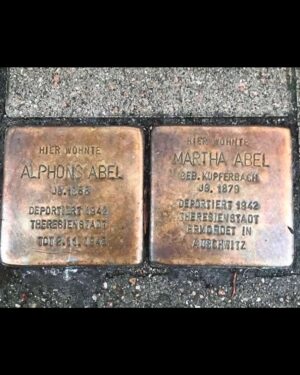 HIER WOHNTE
ALPHONS ABEL
JG.
DEPORTIERT 1942
THERESIENSTADT
TOT
HIER WOHNTE
MARTHA ABEL
GEB. KUPFERBACH
JG. 1879
DEPORTIERT 1942
THERESIENSTADT
ERMORDET IN
AUSCHWITZ